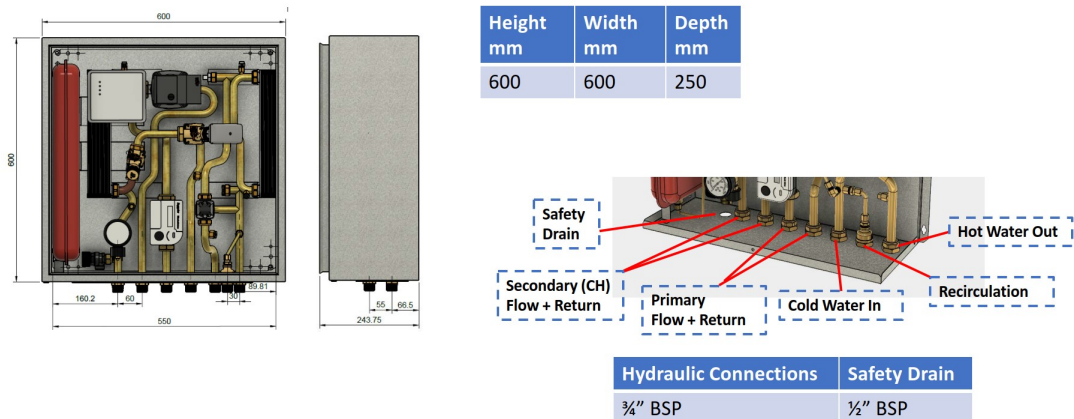 600
600
160.2
60
30
89.81
550
55
66.5
243.75
Height mm
Width mm
Depth mm
600
600
250
Safety Drain
Secondary (CH) Flow + Return
Primary Flow + Return
Cold Water In
Recirculation
Hot Water Out
Hydraulic Connections
Safety Drain
¾” BSP
½” BSP